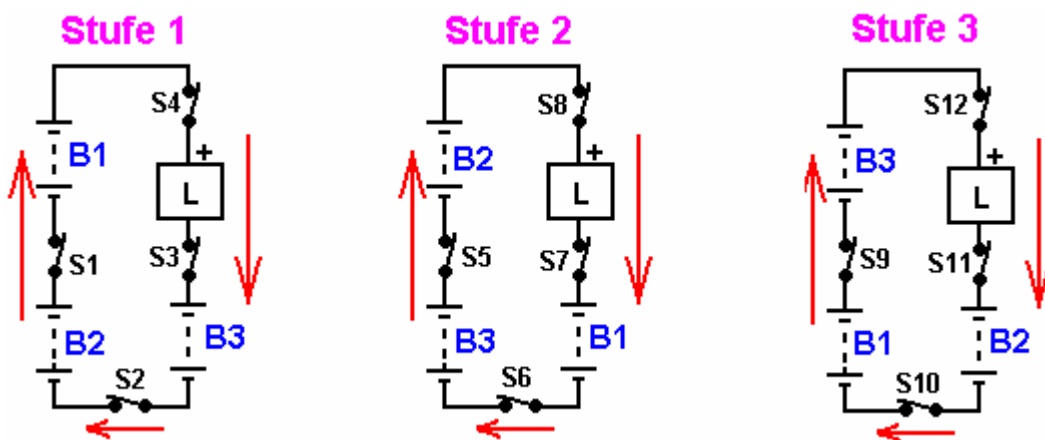 Stufe 1
S4
B1
+
L
S1
S3
B2
B3
S2
Stufe 2
S8
B2
+
L
S5
S7
B3
B1
S6
Stufe 3
S12
B3
+
L
S9
S11
B1
B2
S10